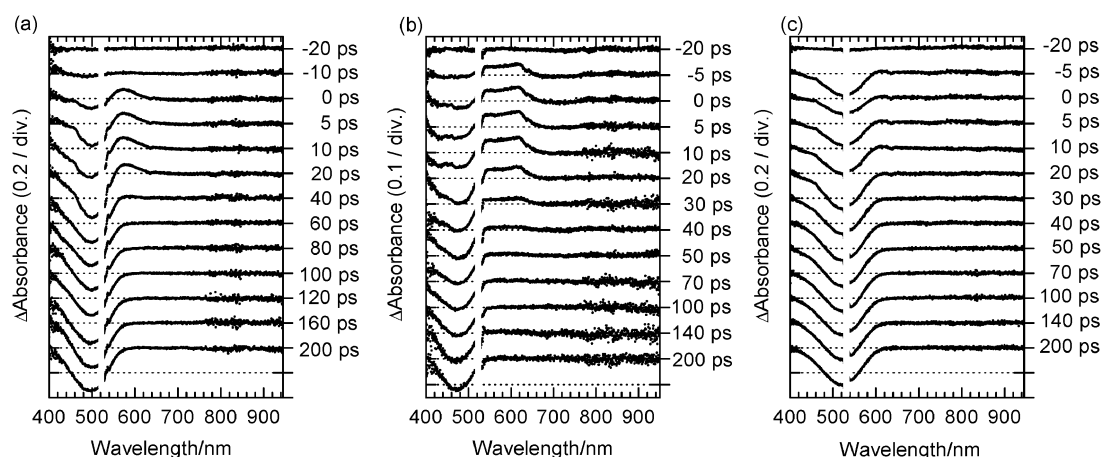 (a)
ΔAbsorbance (0.2 / div.)
-20 ps
-10 ps
0 ps
5 ps
10 ps
20 ps
40 ps
60 ps
80 ps
100 ps
120 ps
160 ps
200 ps
400 500 600 700 800 900
Wavelength/nm
(b)
ΔAbsorbance (0.1 / div.)
-20 ps
-5 ps
0 ps
5 ps
10 ps
20 ps
30 ps
40 ps
50 ps
70 ps
100 ps
140 ps
200 ps
400 500 600 700 800 900
Wavelength/nm
(c)
ΔAbsorbance (0.2 / div.)
-20 ps
-5 ps
0 ps
5 ps
10 ps
20 ps
30 ps
40 ps
50 ps
70 ps
100 ps
140 ps
200 ps
400 500 600 700 800 900
Wavelength/nm